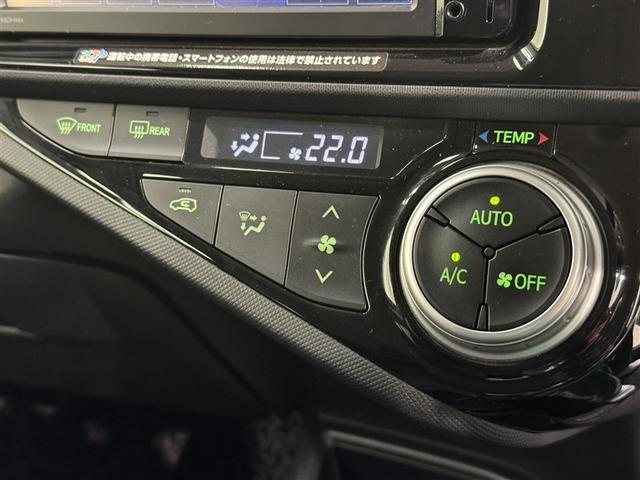 運転中の携帯電話・スマートフォンの使用は法律で禁止されています
FRONT
REAR
22.0
TEMP
AUTO
A/C
OFF